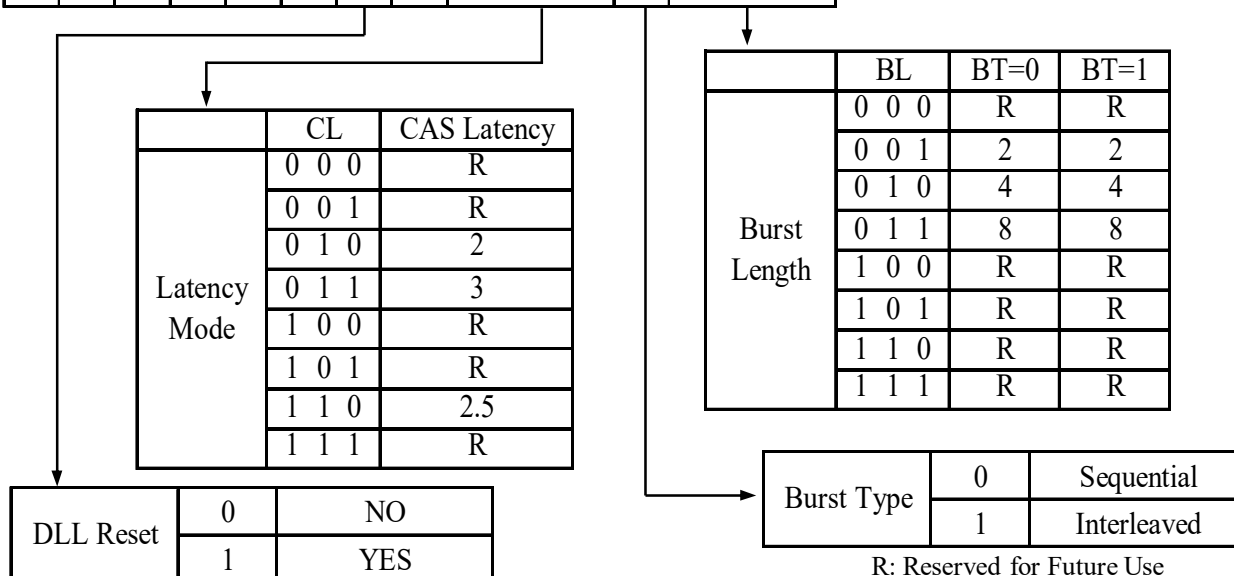 CL CAS Latency
Latency Mode
0 0 0 R
0 0 1 R
0 1 0 2
0 1 1 3
1 0 0 R
1 0 1 R
1 1 0 2.5
1 1 1 R
BL BT=0 BT=1
Burst Length
0 0 0 R R
0 0 1 2 2
0 1 0 4 4
0 1 1 8 8
1 0 0 R R
1 0 1 R R
1 1 0 R R
1 1 1 R R
DLL Reset
0 NO
1 YES
Burst Type
0 Sequential
1 Interleaved
R: Reserved for Future Use